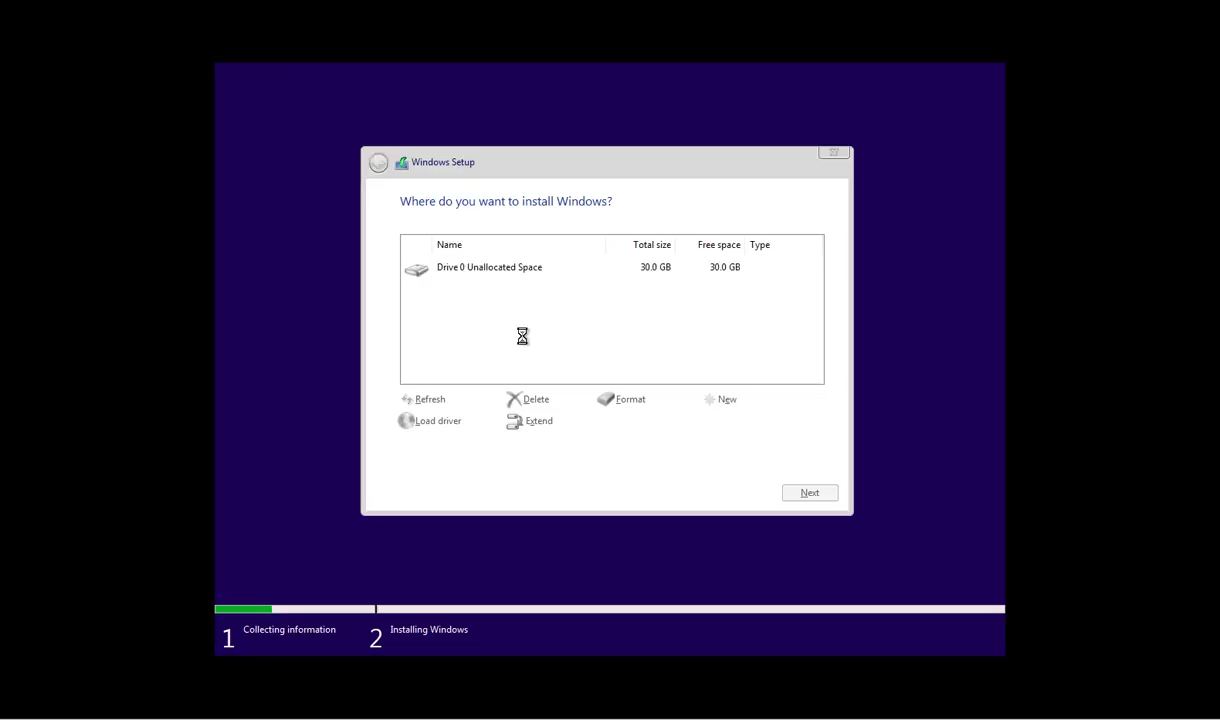 Windows Setup
Where do you want to install Windows?
Name Total size Free space Type
Drive 0 Unallocated Space 30.0 GB 30.0 GB
Refresh Delete Format New
Load driver Extend
Next
1 Collecting information 2 Installing Windows